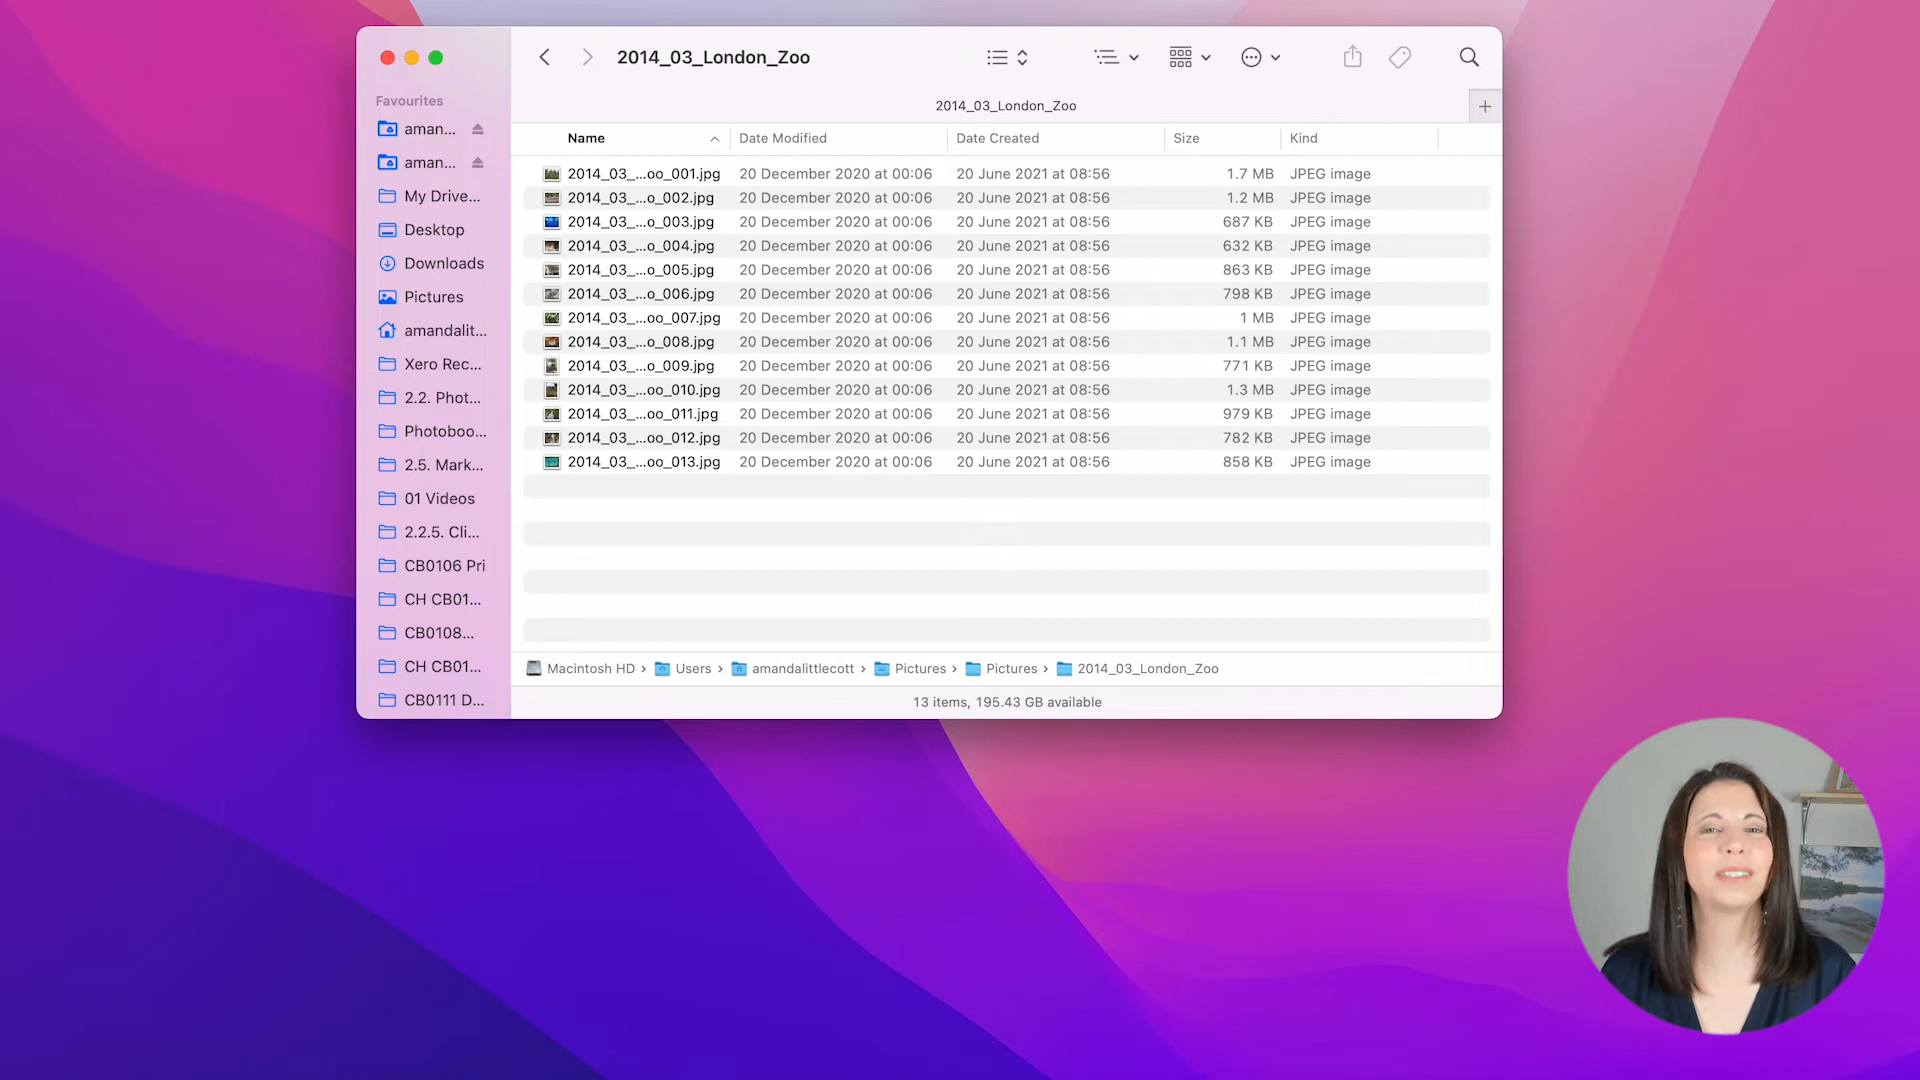 2014_03_London_Zoo
2014_03_London_Zoo
Favourites
aman...
aman...
My Drive...
Desktop
Downloads
Pictures
amandalit...
Xero Rec...
2.2. Phot...
Photoboo...
2.5. Mark...
01 Videos
2.2.5. Cli...
CB0106 Pri
CH CB01...
CB0108...
CH CB01...
CB0111 D...
Name Date Modified Date Created Size Kind
2014_03_...oo_001.jpg 20 December 2020 at 00:06 20 June 2021 at 08:56 1.7 MB JPEG image
2014_03_...o_002.jpg 20 December 2020 at 00:06 20 June 2021 at 08:56 1.2 MB JPEG image
2014_03_...o_003.jpg 20 December 2020 at 00:06 20 June 2021 at 08:56 687 KB JPEG image
2014_03_...o_004.jpg 20 December 2020 at 00:06 20 June 2021 at 08:56 632 KB JPEG image
2014_03_...o_005.jpg 20 December 2020 at 00:06 20 June 2021 at 08:56 863 KB JPEG image
2014_03_...o_006.jpg 20 December 2020 at 00:06 20 June 2021 at 08:56 798 KB JPEG image
2014_03_...oo_007.jpg 20 December 2020 at 00:06 20 June 2021 at 08:56 1 MB JPEG image
2014_03_...o_008.jpg 20 December 2020 at 00:06 20 June 2021 at 08:56 1.1 MB JPEG image
2014_03_...o_009.jpg 20 December 2020 at 00:06 20 June 2021 at 08:56 771 KB JPEG image
2014_03_...oo_010.jpg 20 December 2020 at 00:06 20 June 2021 at 08:56 1.3 MB JPEG image
2014_03_...oo_011.jpg 20 December 2020 at 00:06 20 June 2021 at 08:56 979 KB JPEG image
2014_03_...oo_012.jpg 20 December 2020 at 00:06 20 June 2021 at 08:56 782 KB JPEG image
2014_03_...oo_013.jpg 20 December 2020 at 00:06 20 June 2021 at 08:56 858 KB JPEG image
Macintosh HD › Users › amandalittlecott › Pictures › Pictures › 2014_03_London_Zoo
13 items, 195.43 GB available